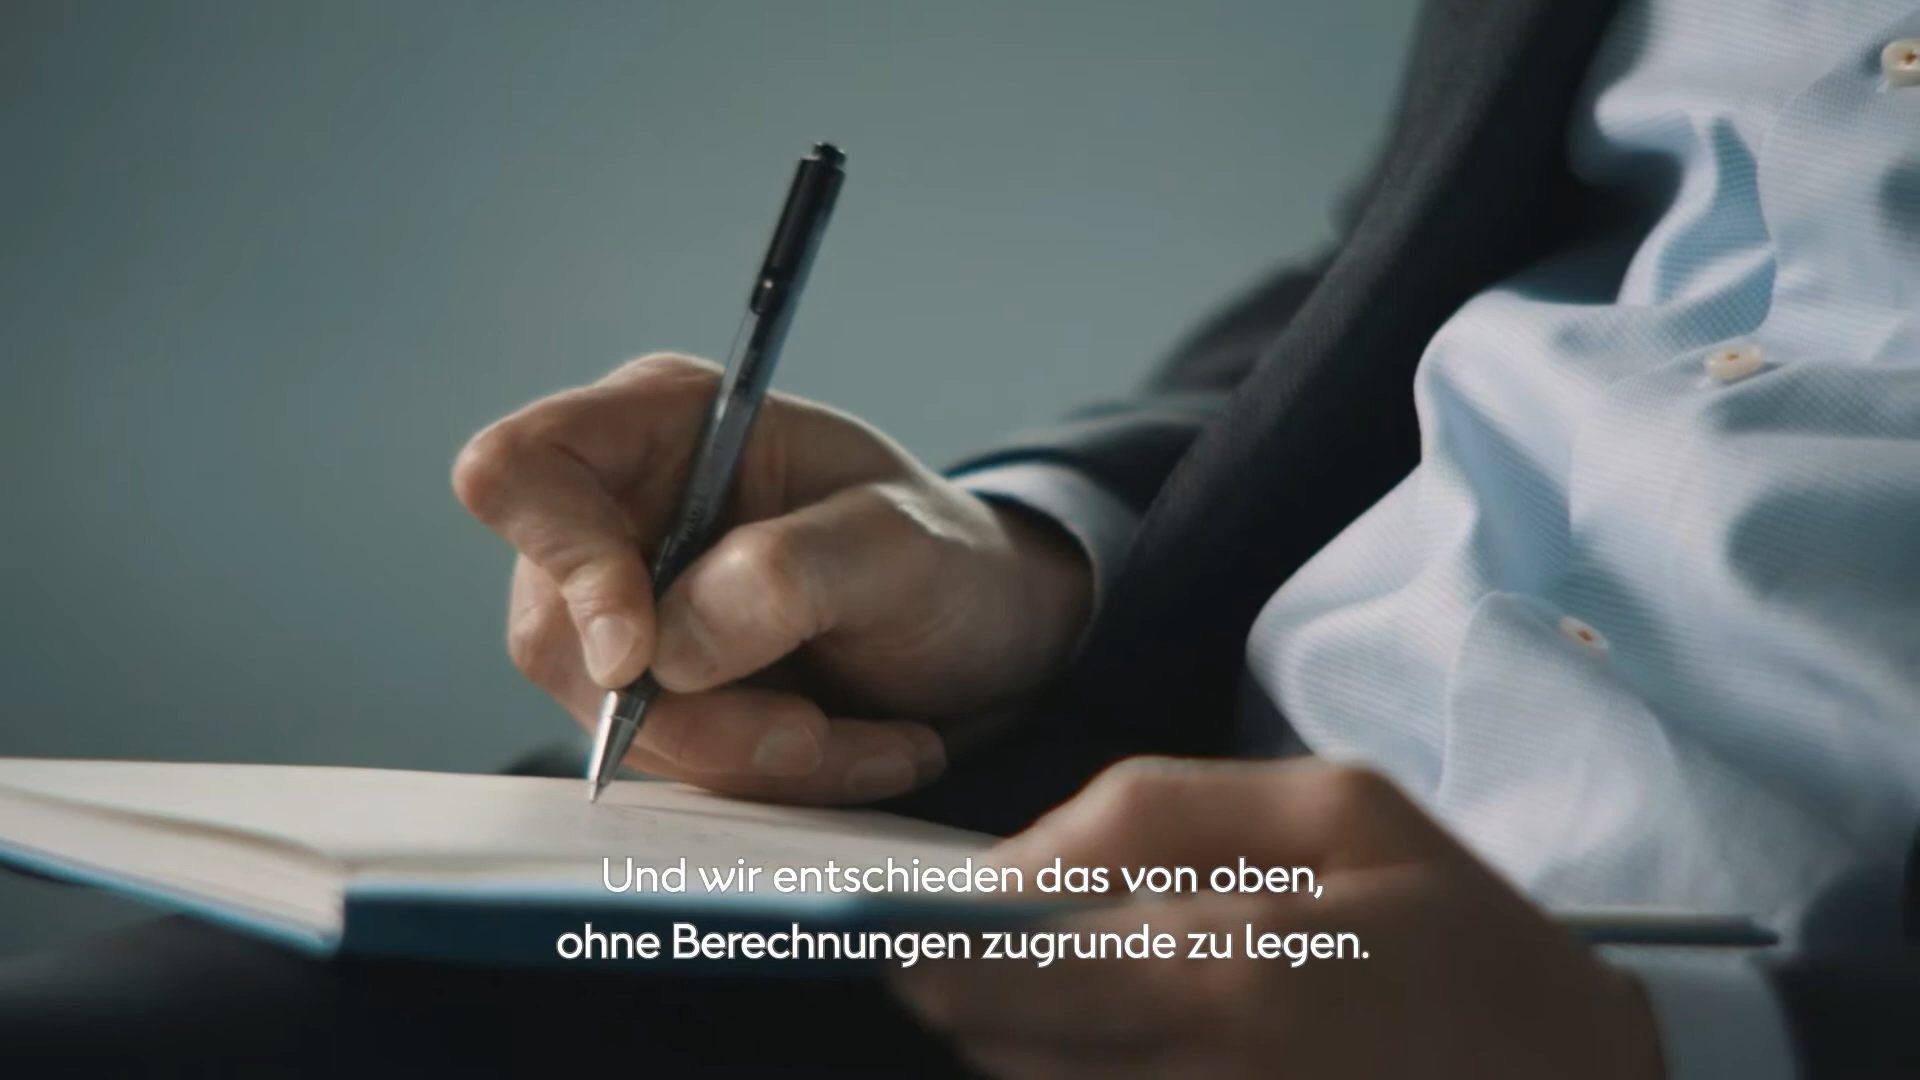 Und wir entschieden das von oben,
ohne Berechnungen zugrunde zu legen.